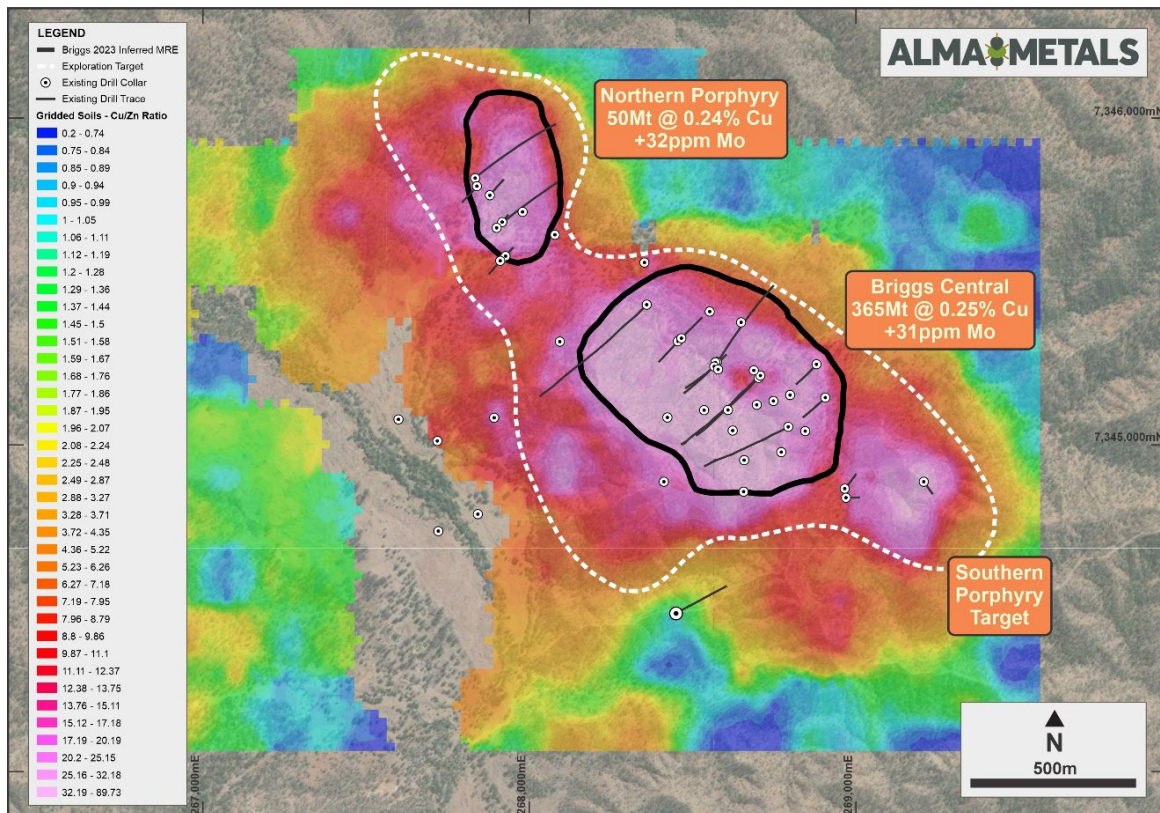 LEGEND
Briggs 2023 Inferred MRE
Exploration Target
Existing Drill Collar
Existing Drill Trace
Gridded Soils - Cu/Zn Ratio
0.2 - 0.74
0.75 - 0.84
0.85 - 0.89
0.9 - 0.94
0.95 - 0.99
1 - 1.05
1.06 - 1.11
1.12 - 1.19
1.2 - 1.28
1.29 - 1.36
1.37 - 1.44
1.45 - 1.5
1.51 - 1.58
1.59 - 1.67
1.68 - 1.76
1.77 - 1.86
1.87 - 1.95
1.96 - 2.07
2.08 - 2.24
2.25 - 2.48
2.49 - 2.87
2.88 - 3.27
3.28 - 3.71
3.72 - 4.35
4.36 - 5.22
5.23 - 6.26
6.27 - 7.18
7.19 - 7.95
7.96 - 8.79
8.8 - 9.86
9.87 - 11.1
11.11 - 12.37
12.38 - 13.75
13.76 - 15.11
15.12 - 17.18
17.19 - 20.19
20.2 - 25.15
25.16 - 32.18
32.19 - 89.73
ALMA METALS
Northern Porphyry
50Mt @ 0.24% Cu
+32ppm Mo
7,346,000mN
Briggs Central
365Mt @ 0.25% Cu
+31ppm Mo
7,345,000mN
Southern
Porphyry
Target
267,000mE
268,000mE
269,000mE
N
500m